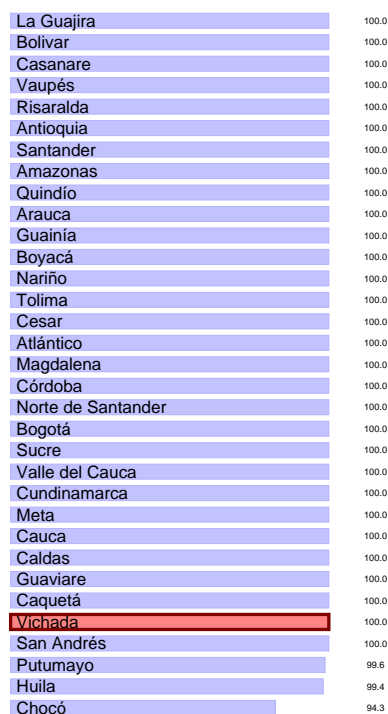 La Guajira 100.0
Bolivar 100.0
Casanare 100.0
Vaupés 100.0
Risaralda 100.0
Antioquia 100.0
Santander 100.0
Amazonas 100.0
Quindío 100.0
Arauca 100.0
Guainía 100.0
Boyacá 100.0
Nariño 100.0
Tolima 100.0
Cesar 100.0
Atlántico 100.0
Magdalena 100.0
Córdoba 100.0
Norte de Santander 100.0
Bogotá 100.0
Sucre 100.0
Valle del Cauca 100.0
Cundinamarca 100.0
Meta 100.0
Cauca 100.0
Caldas 100.0
Guaviare 100.0
Caquetá 100.0
Vichada 100.0
San Andrés 100.0
Putumayo 99.6
Huila 99.4
Chocó 94.3